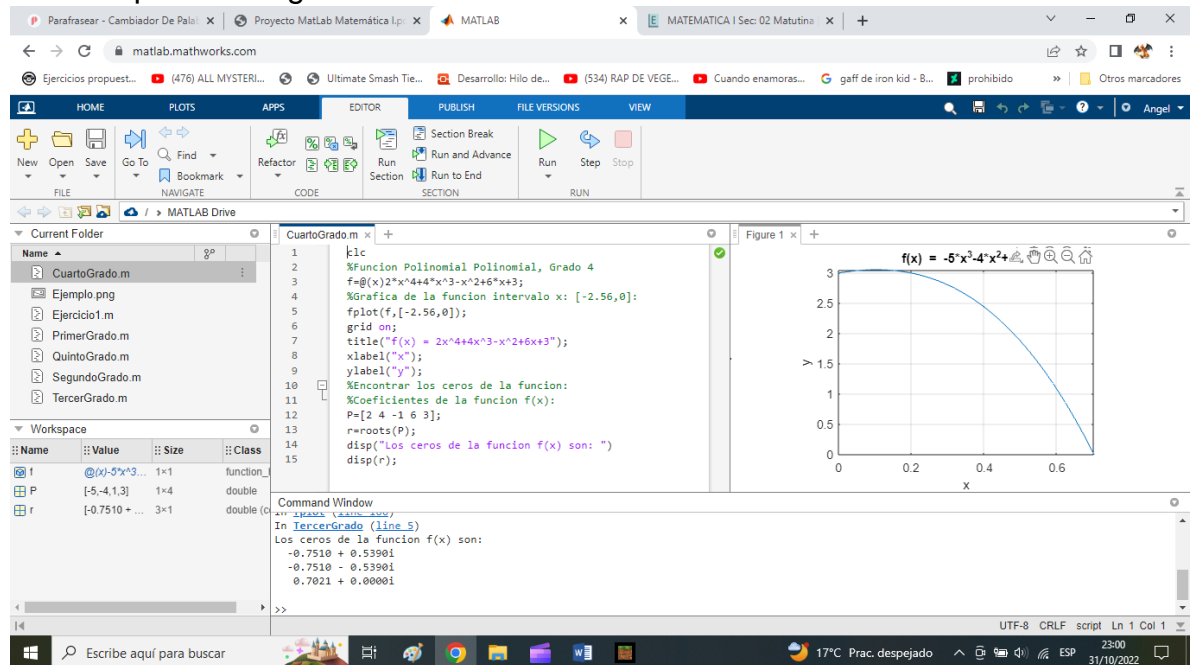 Parafrasear - Cambiador De Palal
Proyecto MatLab Matemática I.pc
MATLAB
MATEMATICA I Sec: 02 Matutina
matlab.mathworks.com
Ejercicios propuest...
(476) ALL MYSTERI...
Ultimate Smash Tie...
Desarrollo: Hilo de...
(534) RAP DE VEGE...
Cuando enamoras...
gaff de iron kid - B...
prohibido
»
Otros marcadores
HOME PLOTS APPS EDITOR PUBLISH FILE VERSIONS VIEW
Angel
New Open Save Go To
Find
Bookmark
Refactor
Run Section
Section Break
Run and Advance
Run to End
Run Step Stop
FILE NAVIGATE CODE SECTION RUN
/ > MATLAB Drive
Current Folder
Name
CuartoGrado.m
Ejemplo.png
Ejercicio1.m
PrimerGrado.m
QuintoGrado.m
SegundoGrado.m
TercerGrado.m
Workspace
Name Value Size Class
f @(x)-5*x^3... 1×1 function_
P [-5,-4,1,3] 1×4 double
r [-0.7510 + ... 3×1 double (c
CuartoGrado.m × +
1 clc
2 %Funcion Polinomial Polinomial, Grado 4
3 f=@(x)2*x^4+4*x^3-x^2+6*x+3;
4 %Grafica de la funcion intervalo x: [-2.56,0]:
5 fplot(f,[-2.56,0]);
6 grid on;
7 title("f(x) = 2x^4+4x^3-x^2+6x+3");
8 xlabel("x");
9 ylabel("y");
10 %Encontrar los ceros de la funcion:
11 %Coeficientes de la funcion f(x):
12 P=[2 4 -1 6 3];
13 r=roots(P);
14 disp("Los ceros de la funcion f(x) son: ")
15 disp(r);
Figure 1 × +
f(x) = -5*x³-4*x²+
3
2.5
2
1.5
1
0.5
0
y
0 0.2 0.4 0.6
x
Command Window
In TercerGrado (line 5)
Los ceros de la funcion f(x) son:
-0.7510 + 0.5390i
-0.7510 - 0.5390i
0.7021 + 0.0000i
>>
UTF-8 CRLF script Ln 1 Col 1
Escribe aquí para buscar
17°C Prac. despejado
ESP
23:00
31/10/2022